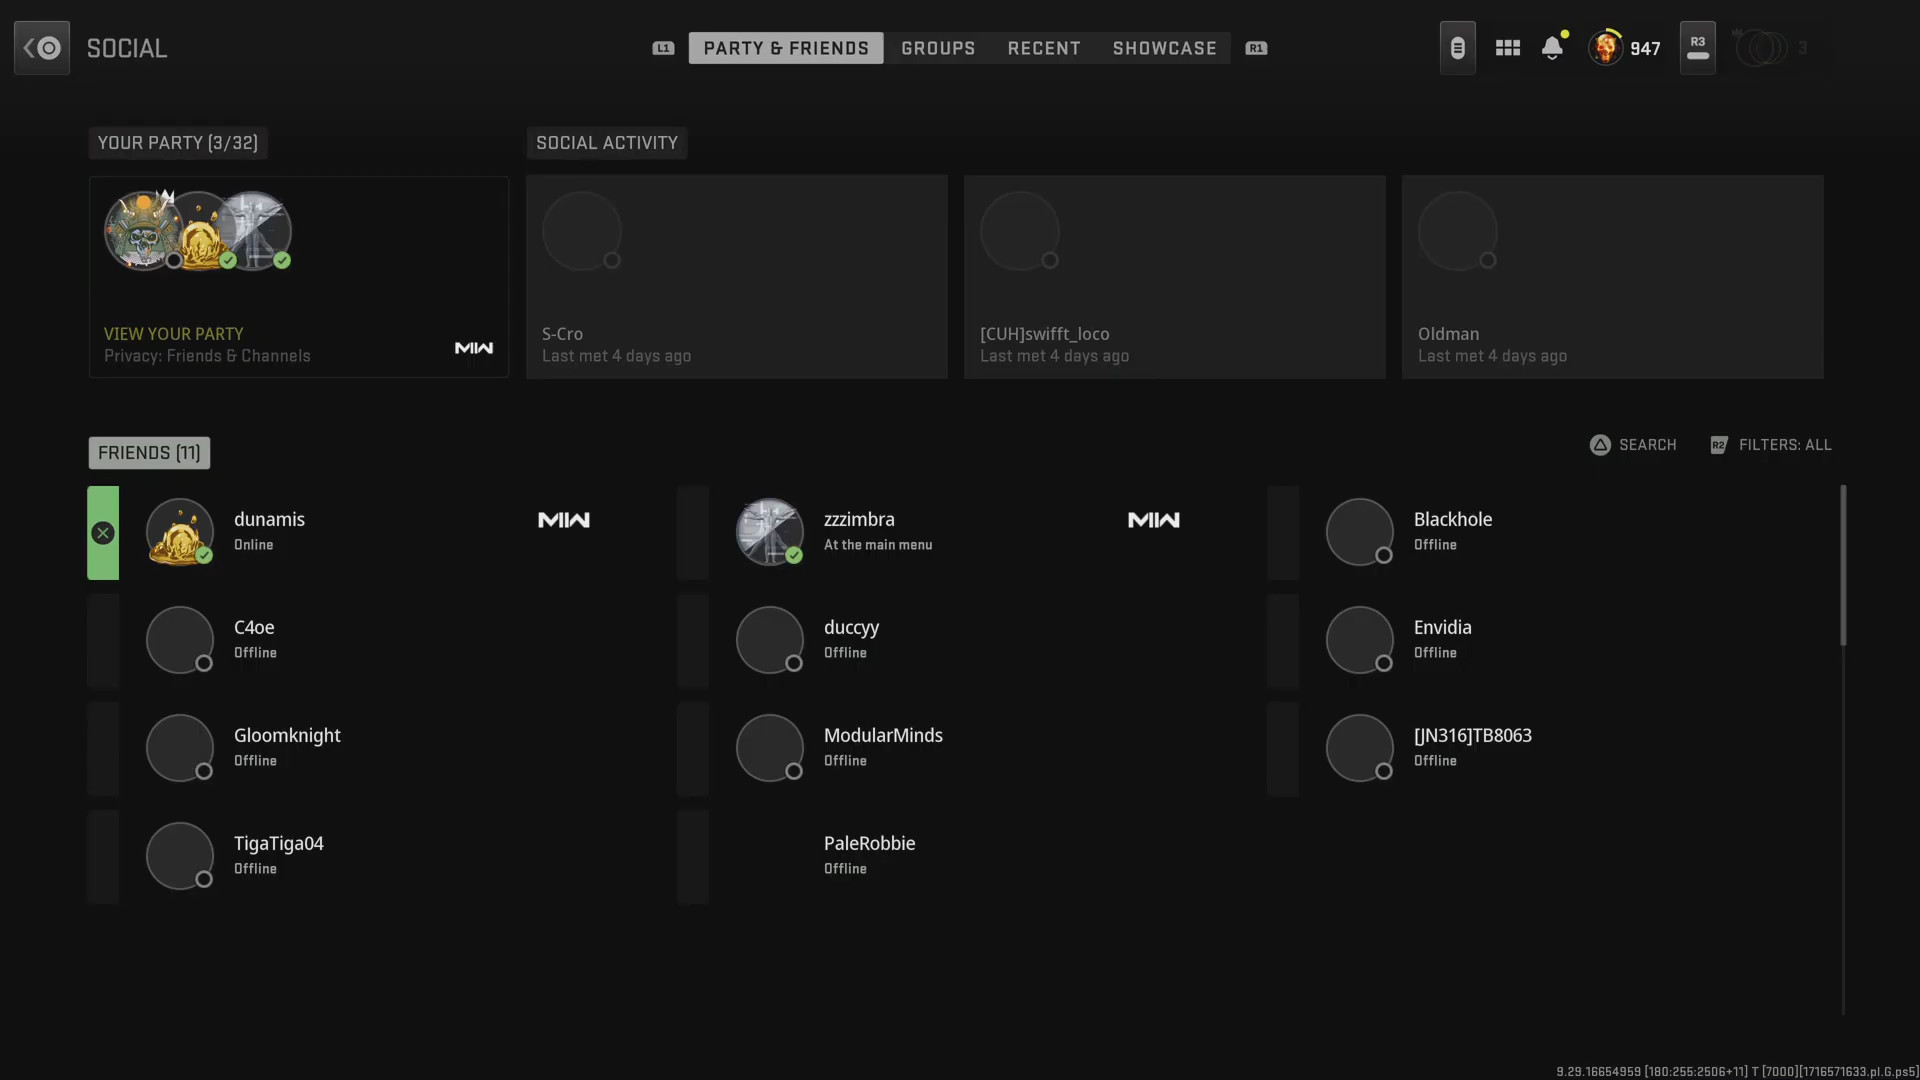 SOCIAL
L1
PARTY & FRIENDS
GROUPS
RECENT
SHOWCASE
R1
947
R3
3
YOUR PARTY (3/32)
SOCIAL ACTIVITY
VIEW YOUR PARTY
Privacy: Friends & Channels
MW
S-Cro
Last met 4 days ago
[CUH]swifft_loco
Last met 4 days ago
Oldman
Last met 4 days ago
FRIENDS (11)
SEARCH
R2
FILTERS: ALL
dunamis
Online
MW
zzzimbra
At the main menu
MW
Blackhole
Offline
C4oe
Offline
duccyy
Offline
Envidia
Offline
Gloomknight
Offline
ModularMinds
Offline
[JN316]TB8063
Offline
TigaTiga04
Offline
PaleRobbie
Offline
9.29.16654959 [180:255:2506+11] T [7000][1716571633.pl.G.ps5]